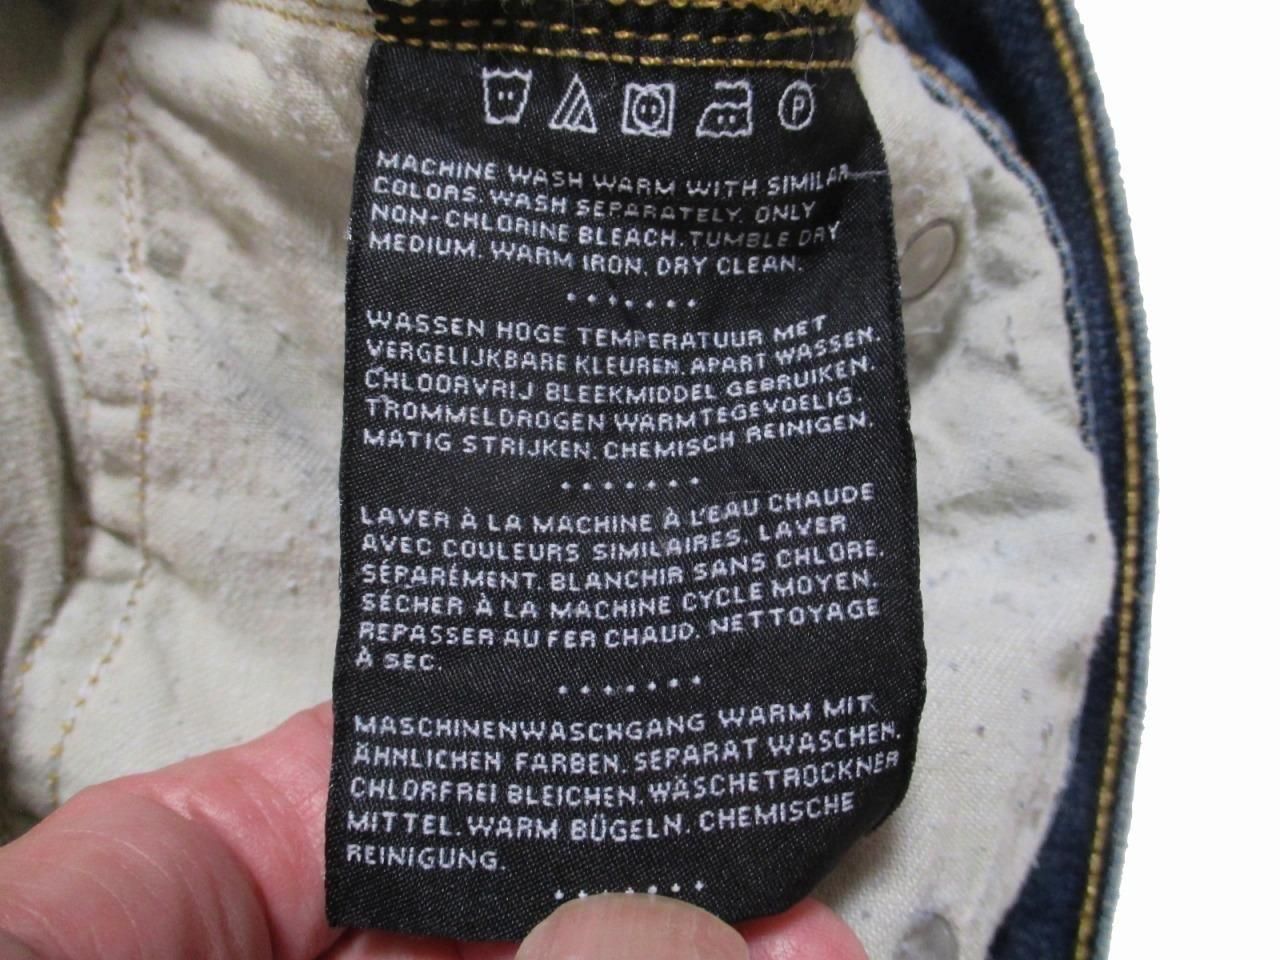 P
MACHINE WASH WARM WITH SIMILAR
COLORS. WASH SEPARATELY. ONLY
NON-CHLORINE BLEACH. TUMBLE DRY
MEDIUM. WARM IRON. DRY CLEAN.
WASSEN HOGE TEMPERATUUR MET
VERGELIJKBARE KLEUREN. APART WASSEN.
CHLOORVRIJ BLEEKMIDDEL GEBRUIKEN.
TROMMELDROGEN WARMTEGEVOELIG.
MATIG STRIJKEN. CHEMISCH REINIGEN.
LAVER À LA MACHINE À L'EAU CHAUDE
AVEC COULEURS SIMILAIRES. LAVER
SÉPARÉMENT. BLANCHIR SANS CHLORE.
SÉCHER À LA MACHINE CYCLE MOYEN.
REPASSER AU FER CHAUD. NETTOYAGE
À SEC.
MASCHINENWASCHGANG WARM MIT
ÄHNLICHEN FARBEN. SEPARAT WASCHEN.
CHLORFREI BLEICHEN. WÄSCHETROCKNER
MITTEL. WARM BÜGELN. CHEMISCHE
REINIGUNG.